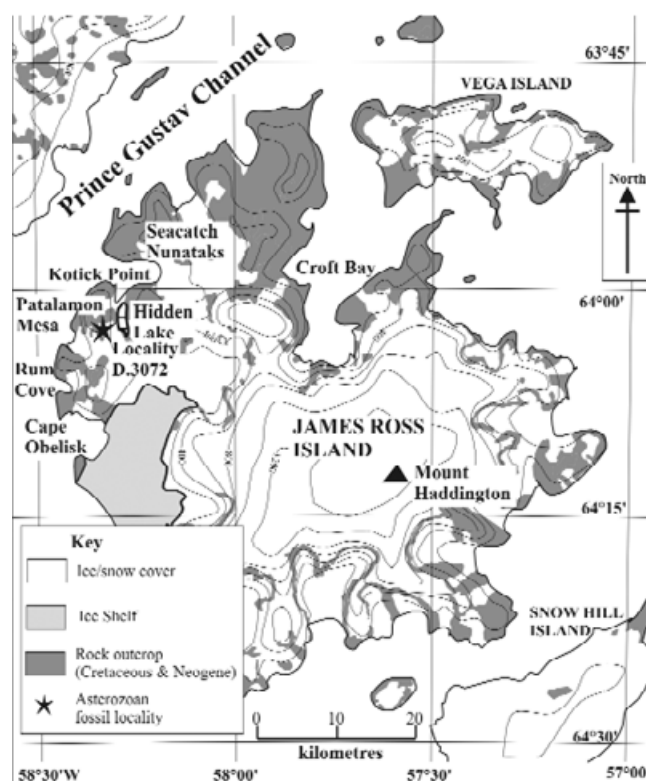 63°45'
VEGA ISLAND
Prince Gustav Channel
North
Seacatch
Nunataks
Croft Bay
Kotick Point
64°00'
Patalamon
Mesa
Hidden
Lake
Locality
D.3072
Rum
Cove
Cape
Obelisk
JAMES ROSS
ISLAND
Mount
Haddington
64°15'
Key
Ice/snow cover
Ice Shelf
Rock outcrop
(Cretaceous & Neogene)
Asterozoan
fossil locality
SNOW HILL
ISLAND
0 10 20
kilometres
64°30'
58°30'W 58°00' 57°30' 57°00'